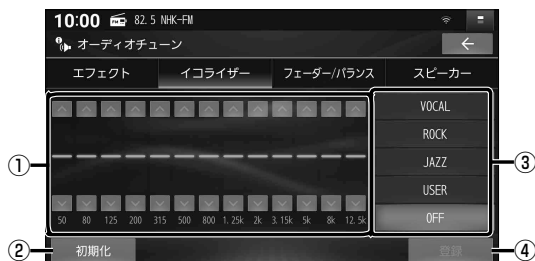 10:00 FM 82. 5 NHK-FM
オーディオチューン
エフェクト イコライザー フェーダー/バランス スピーカー
VOCAL
ROCK
① JAZZ ③
USER
50 80 125 200 315 500 800 1. 25k 2k 3. 15k 5k 8k 12. 5k OFF
② 初期化 登録 ④